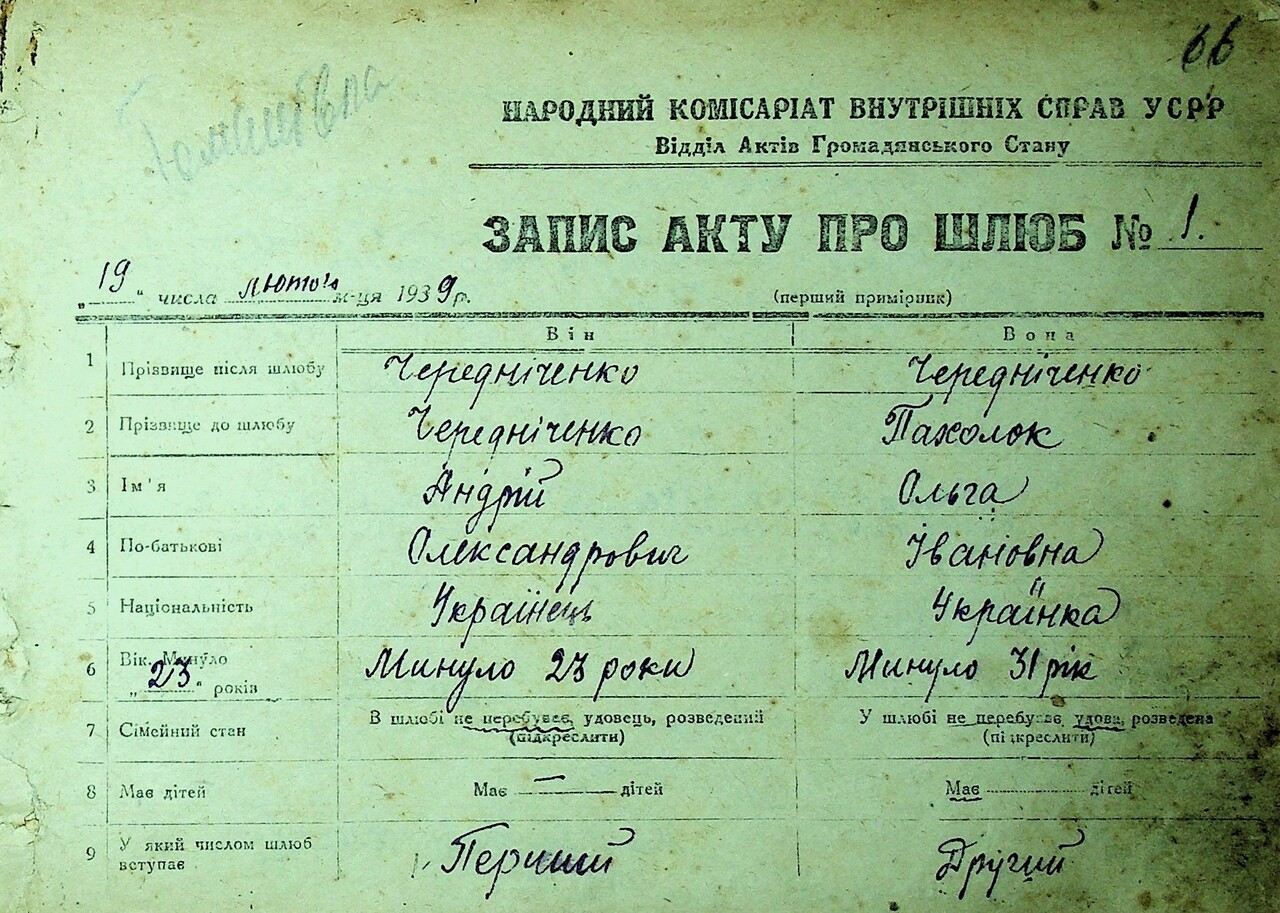 66
НАРОДНИЙ КОМІСАРІАТ ВНУТРІШНІХ СПРАВ УСРР
Відділ Актів Громадянського Стану
ЗАПИС АКТУ ПРО ШЛЮБ № 1.
„19“ числа люто'о м-ця 1939р. (перший примірник)
Він Вона
1 Прізвище після шлюбу Чередніченко Чередніченко
2 Прізвище до шлюбу Чередніченко Пахолок
3 Ім'я Андрій Ольга
4 По-батькові Олександрович Івановна
5 Національність Українець Українка
6 Вік. Минуло Минуло 23 роки Минуло 31 рік
„23“ років
7 Сімейний стан В шлюбі не перебуває, удовець, розведений У шлюбі не перебуває, удова, розведена
(підкреслити) (підкреслити)
8 Має дітей Має — дітей Має дітей
9 У який числом шлюб вступає Перший Другий